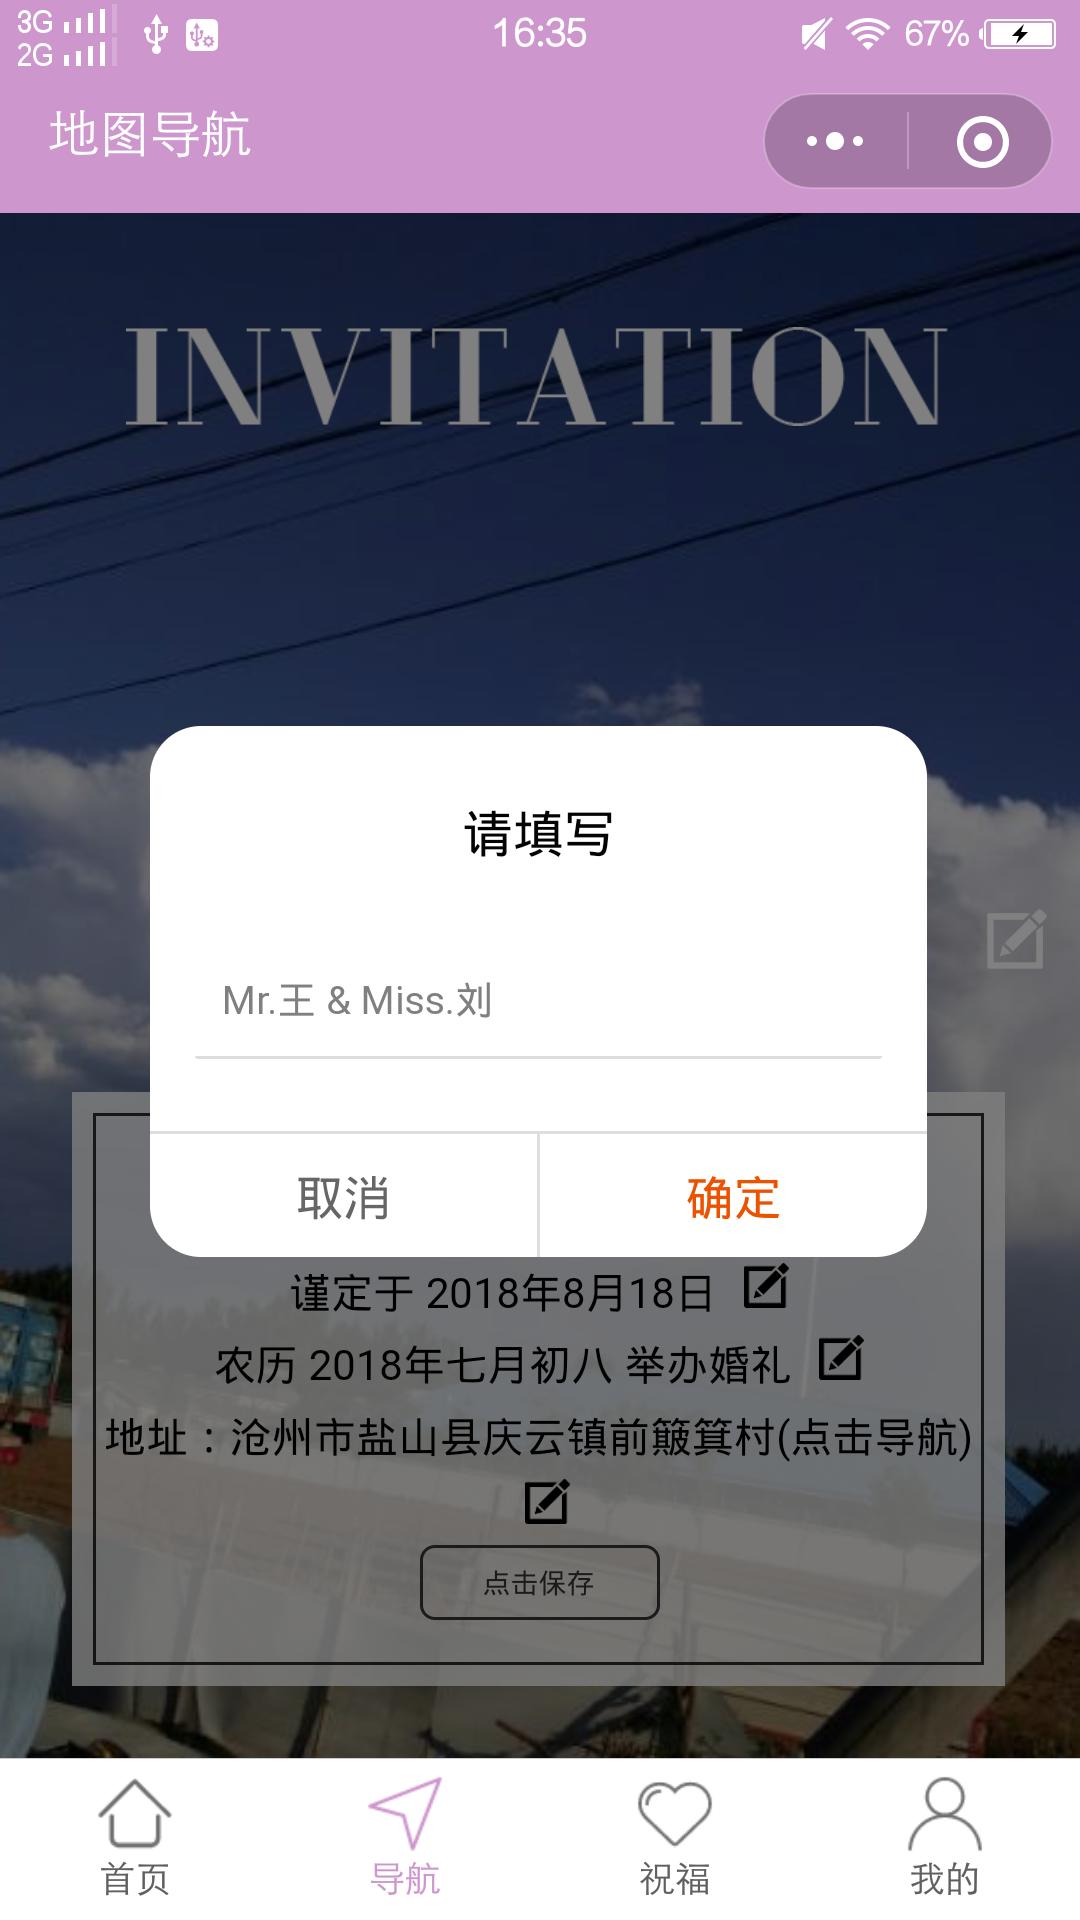 3G
2G
16:35
67%
地图导航
INVITATION
请填写
Mr.王 & Miss.刘
取消
确定
谨定于 2018年8月18日
农历 2018年七月初八 举办婚礼
地址：沧州市盐山县庆云镇前簸箕村(点击导航)
点击保存
首页
导航
祝福
我的